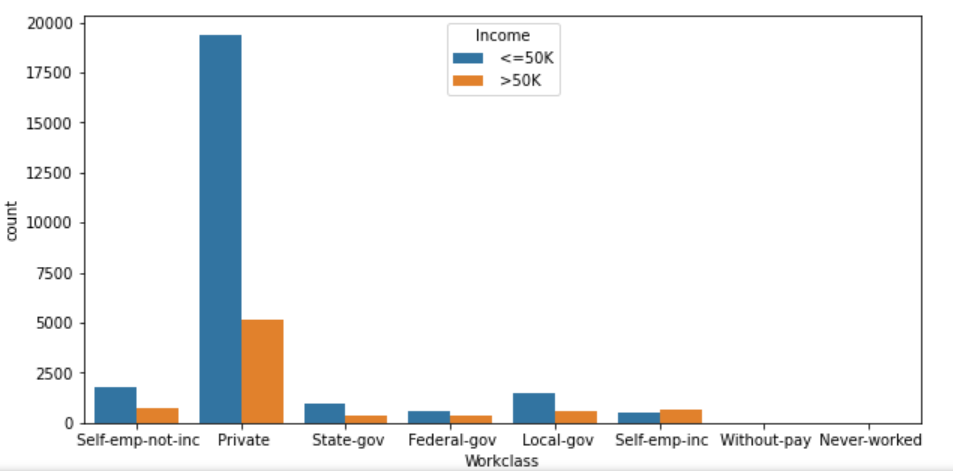 20000
17500
15000
12500
10000
7500
5000
2500
0
count
Income
<=50K
>50K
Self-emp-not-inc Private State-gov Federal-gov Local-gov Self-emp-inc Without-pay Never-worked
Workclass